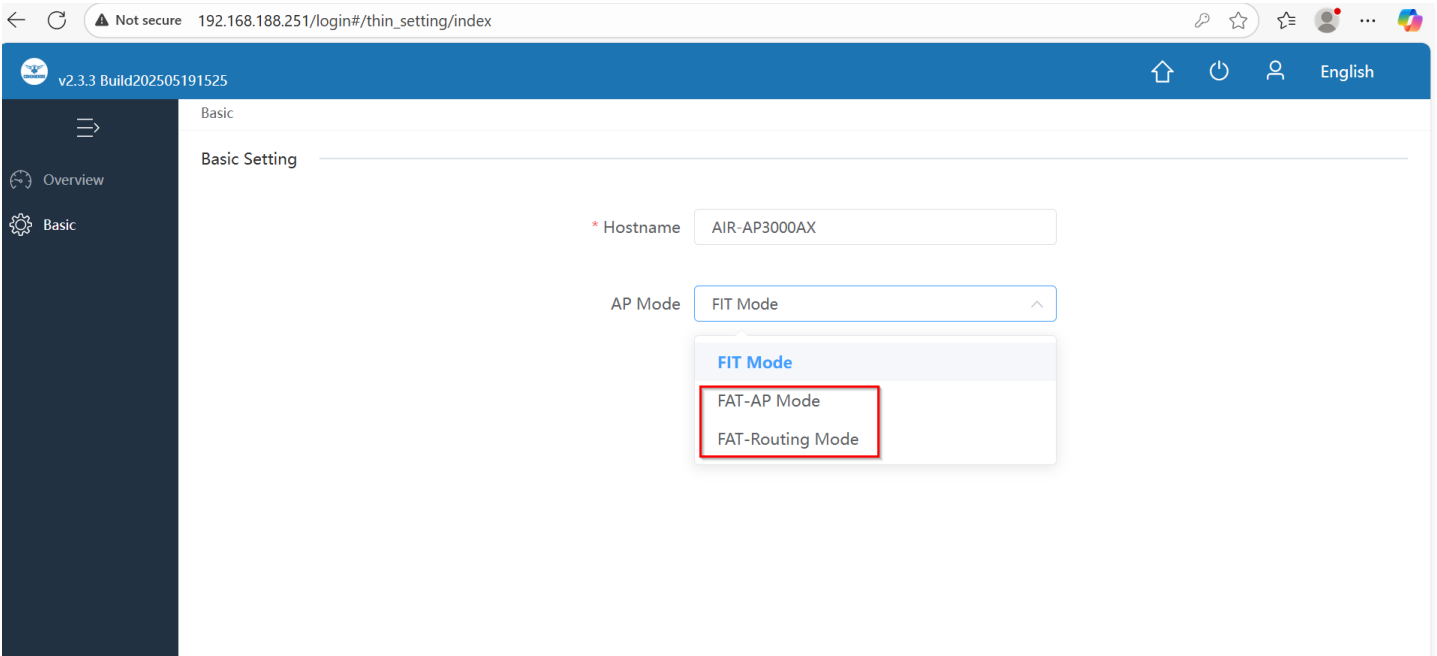 Not secure 192.168.188.251/login#/thin_setting/index
v2.3.3 Build202505191525
English
Basic
Overview
Basic
Basic Setting
* Hostname AIR-AP3000AX
AP Mode FIT Mode
FIT Mode
FAT-AP Mode
FAT-Routing Mode